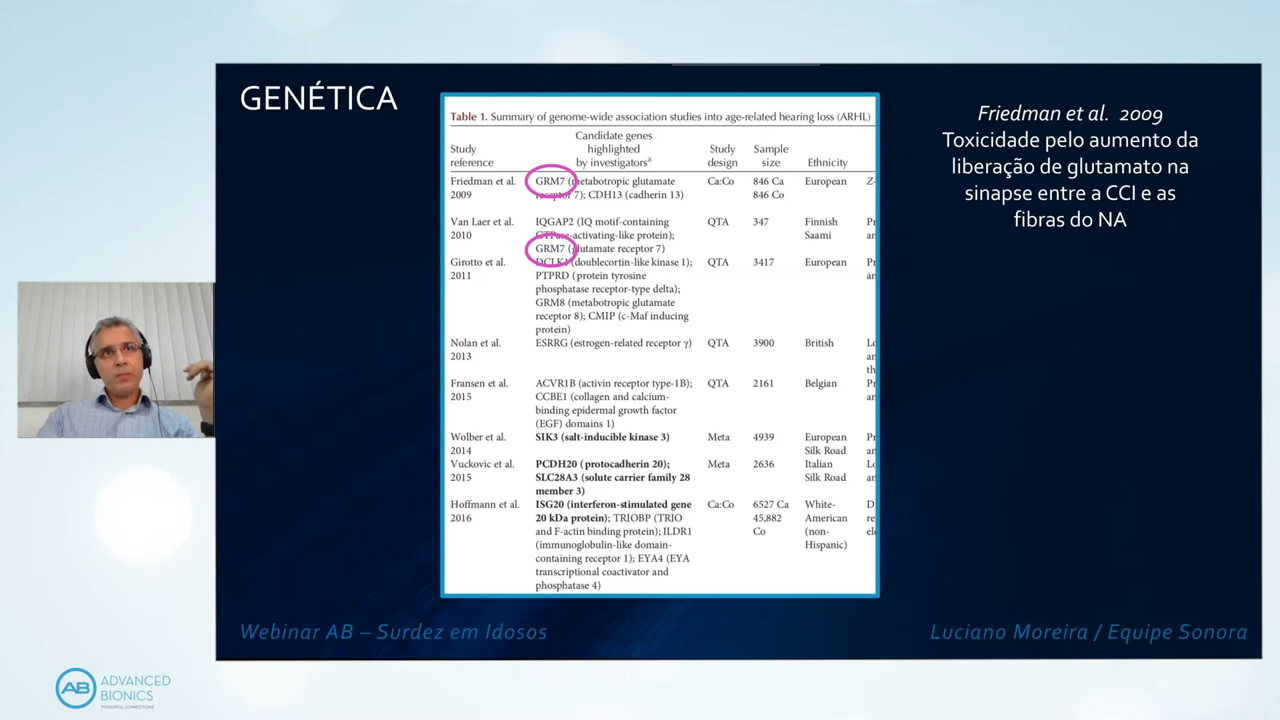 GENÉTICA
Table 1. Summary of genome-wide association studies into age-related hearing loss (ARHL)
Study reference
Candidate genes highlighted by investigatorsa
Study design
Sample size
Ethnicity
Friedman et al. 2009
GRM7 (metabotropic glutamate
receptor 7); CDH13 (cadherin 13)
Ca:Co
846 Ca
846 Co
European
Van Laer et al. 2010
IQGAP2 (IQ motif-containing
GTPase-activating-like protein);
GRM7 (glutamate receptor 7)
QTA
347
Finnish
Saami
Girotto et al. 2011
DCLK1 (doublecortin-like kinase 1);
PTPRD (protein tyrosine
phosphatase receptor-type delta);
GRM8 (metabotropic glutamate
receptor 8); CMIP (c-Maf inducing
protein)
QTA
3417
European
Nolan et al. 2013
ESRRG (estrogen-related receptor γ)
QTA
3900
British
Fransen et al. 2015
ACVR1B (activin receptor type-1B);
CCBE1 (collagen and calcium-
binding epidermal growth factor
(EGF) domains 1)
QTA
2161
Belgian
Wolber et al. 2014
SIK3 (salt-inducible kinase 3)
Meta
4939
European
Silk Road
Vuckovic et al. 2015
PCDH20 (protocadherin 20);
SLC28A3 (solute carrier family 28
member 3)
Meta
2636
Italian
Silk Road
Hoffmann et al. 2016
ISG20 (interferon-stimulated gene
20 kDa protein); TRIOBP (TRIO
and F-actin binding protein); ILDR1
(immunoglobulin-like domain-
containing receptor 1); EYA4 (EYA
transcriptional coactivator and
phosphatase 4)
Ca:Co
6527 Ca
45,882
Co
White-
American
(non-
Hispanic)
Friedman et al. 2009
Toxicidade pelo aumento da
liberação de glutamato na
sinapse entre a CCI e as
fibras do NA
Webinar AB – Surdez em Idosos
Luciano Moreira / Equipe Sonora
AB
ADVANCED
BIONICS
POWERFUL CONNECTIONS